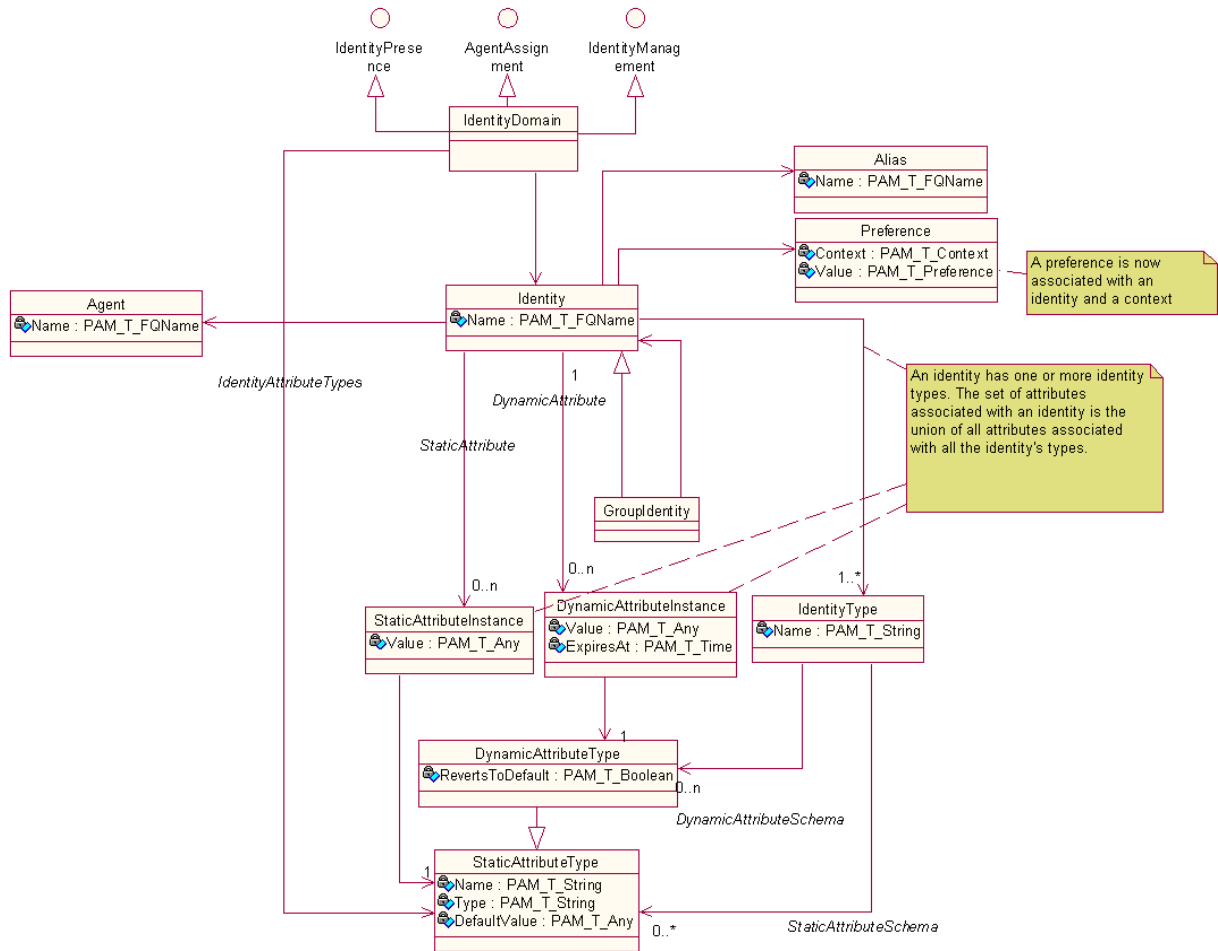 IdentityPrese
nce
AgentAssign
ment
IdentityManag
ement
IdentityDomain
Alias
Name : PAM_T_FQName
Preference
Context : PAM_T_Context
Value : PAM_T_Preference
A preference is now
associated with an
identity and a context
Agent
Name : PAM_T_FQName
Identity
Name : PAM_T_FQName
IdentityAttributeTypes
1
DynamicAttribute
StaticAttribute
An identity has one or more identity
types. The set of attributes
associated with an identity is the
union of all attributes associated
with all the identity's types.
GroupIdentity
0..n
0..n
1..*
StaticAttributeInstance
Value : PAM_T_Any
DynamicAttributeInstance
Value : PAM_T_Any
ExpiresAt : PAM_T_Time
IdentityType
Name : PAM_T_String
1
DynamicAttributeType
RevertsToDefault : PAM_T_Boolean
0..n
DynamicAttributeSchema
1
StaticAttributeType
Name : PAM_T_String
Type : PAM_T_String
DefaultValue : PAM_T_Any
0..*
StaticAttributeSchema